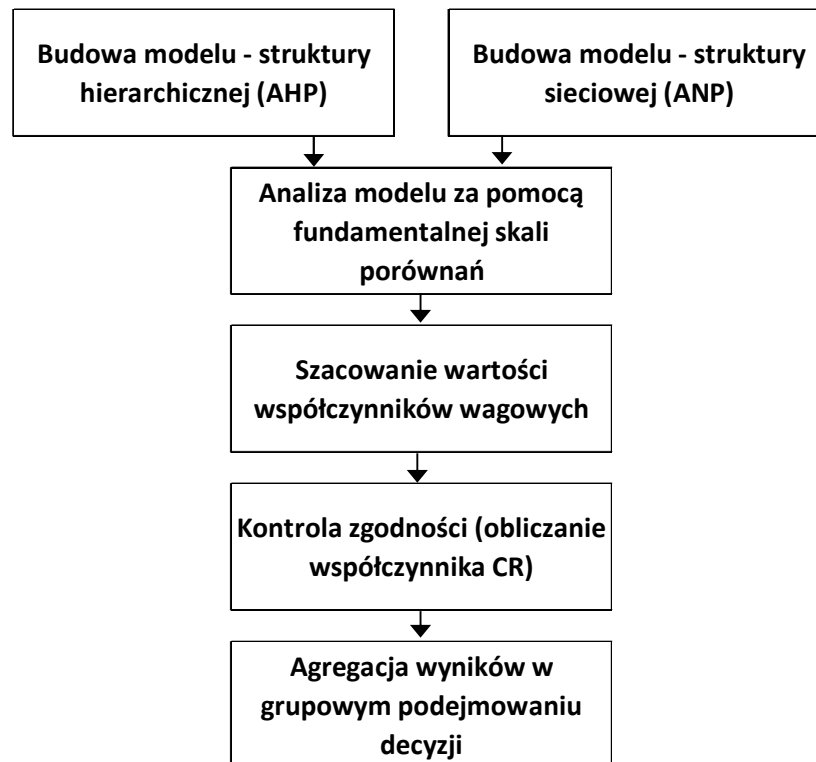 Budowa modelu - struktury
hierarchicznej (AHP)
Budowa modelu - struktury
sieciowej (ANP)
Analiza modelu za pomocą
fundamentalnej skali
porównań
Szacowanie wartości
współczynników wagowych
Kontrola zgodności (obliczanie
współczynnika CR)
Agregacja wyników w
grupowym podejmowaniu
decyzji